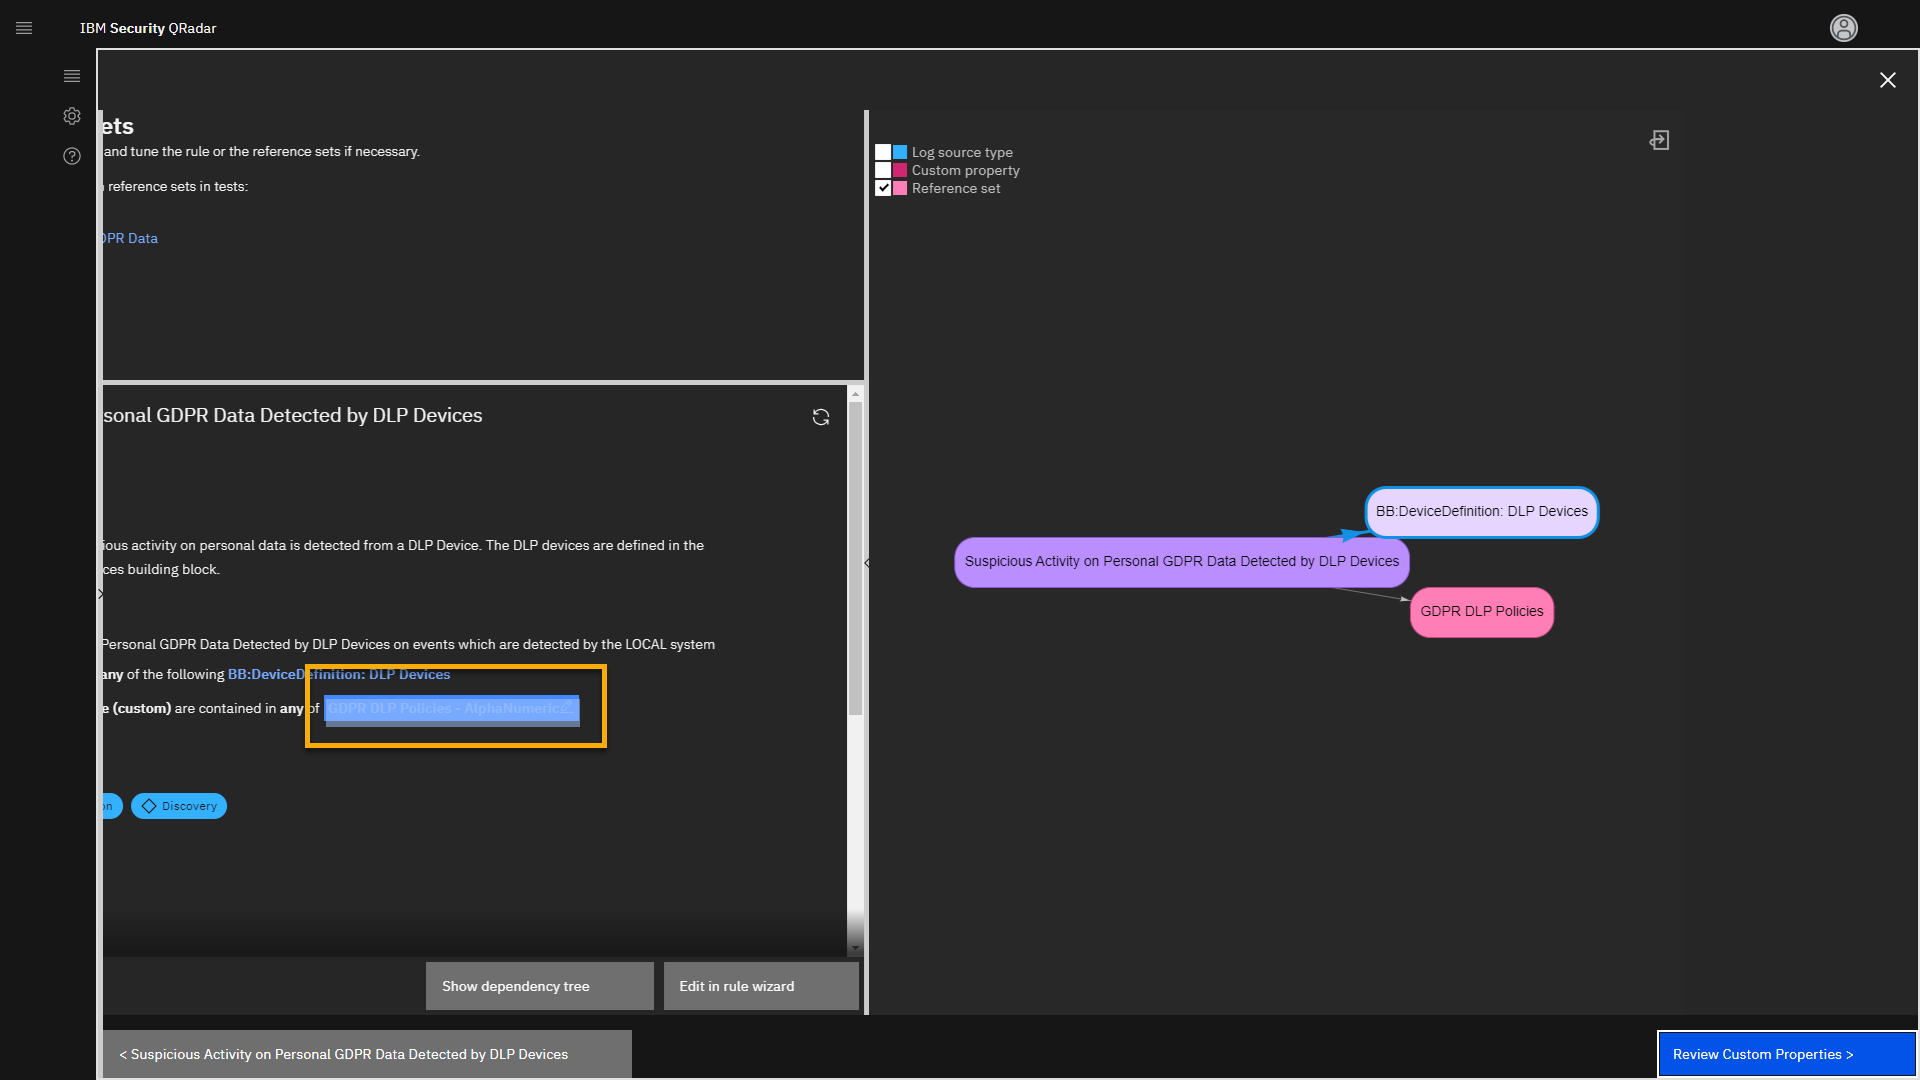 IBM Security QRadar
ets
and tune the rule or the reference sets if necessary.
reference sets in tests:
DPR Data
Log source type
Custom property
Reference set
sonal GDPR Data Detected by DLP Devices
ious activity on personal data is detected from a DLP Device. The DLP devices are defined in the
ces building block.
Personal GDPR Data Detected by DLP Devices on events which are detected by the LOCAL system
any of the following BB:DeviceDefinition: DLP Devices
e (custom) are contained in any of GDPR DLP Policies - AlphaNumeric
on
Discovery
BB:DeviceDefinition: DLP Devices
Suspicious Activity on Personal GDPR Data Detected by DLP Devices
GDPR DLP Policies
Show dependency tree
Edit in rule wizard
< Suspicious Activity on Personal GDPR Data Detected by DLP Devices
Review Custom Properties >